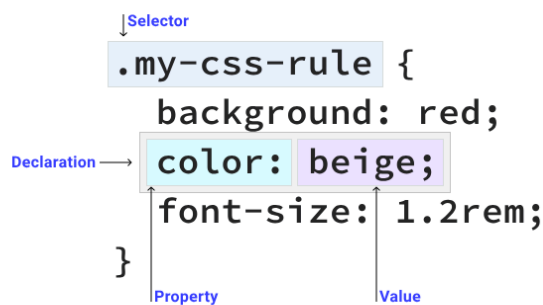 Selector
.my-css-rule {
background: red;
Declaration
color: beige;
font-size: 1.2rem;
}
Property
Value